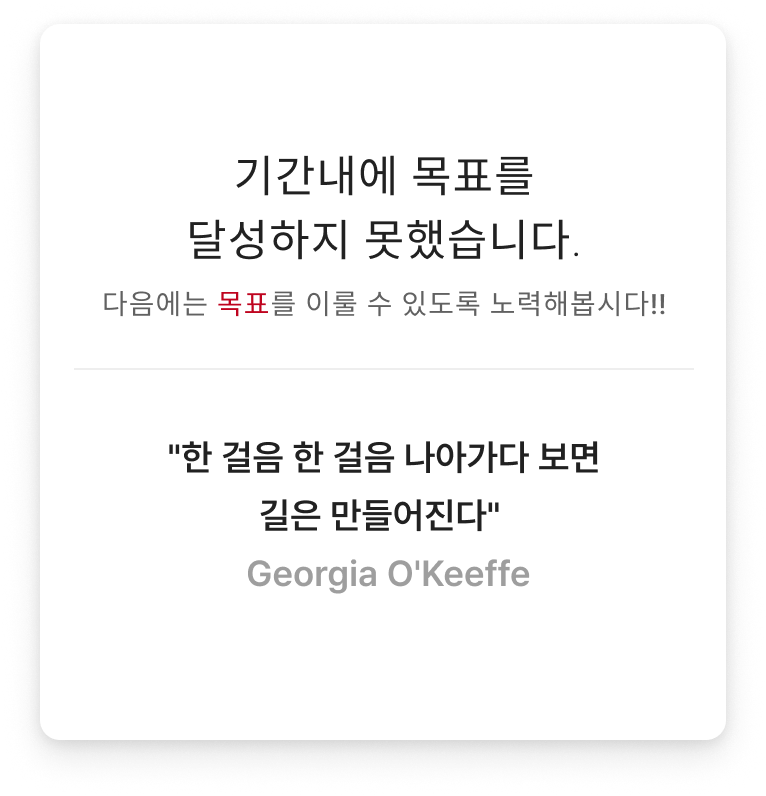 기간내에 목표를
달성하지 못했습니다.
다음에는 목표를 이룰 수 있도록 노력해봅시다!!
"한 걸음 한 걸음 나아가다 보면
길은 만들어진다"
Georgia O'Keeffe